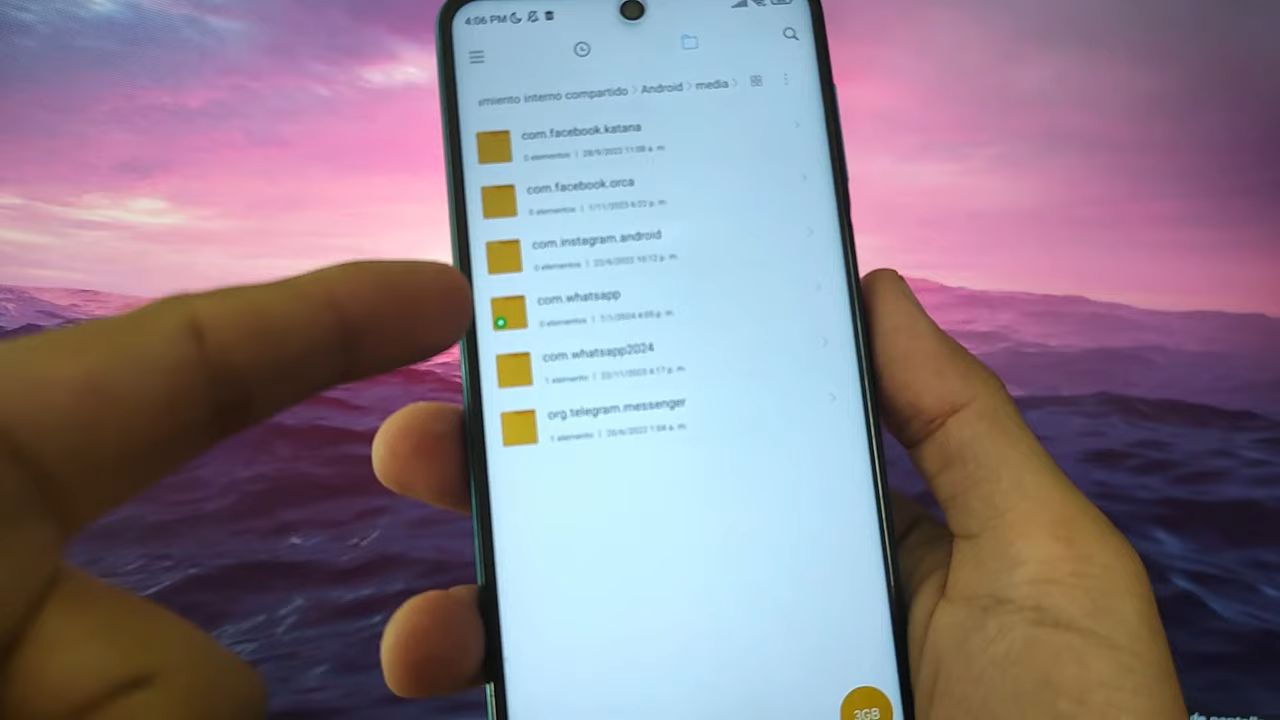 4:06 PM
imiento interno compartido > Android > media >
com.facebook.katana
0 elementos | 28/9/2022 11:08 a. m.
com.facebook.orca
0 elementos | 1/11/2023 6:22 p. m.
com.instagram.android
0 elementos | 22/6/2022 10:12 p. m.
com.whatsapp
0 elementos | 7/1/2024 4:05 p. m.
com.whatsapp2024
1 elemento | 22/11/2023 4:17 p. m.
org.telegram.messenger
1 elemento | 20/6/2022 1:04 a. m.
3GB